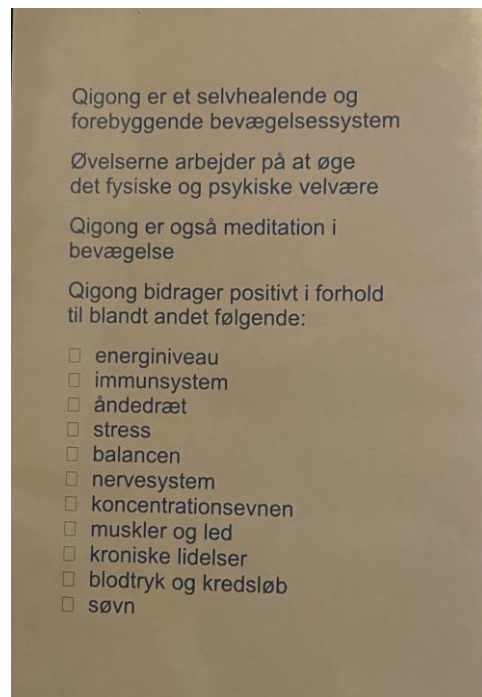 Qigong er et selvhealende og
forebyggende bevægelsessystem
Øvelserne arbejder på at øge
det fysiske og psykiske velvære
Qigong er også meditation i
bevægelse
Qigong bidrager positivt i forhold
til blandt andet følgende:
□ energiniveau
□ immunsystem
□ åndedræt
□ stress
□ balancen
□ nervesystem
□ koncentrationsevnen
□ muskler og led
□ kroniske lidelser
□ blodtryk og kredsløb
□ søvn